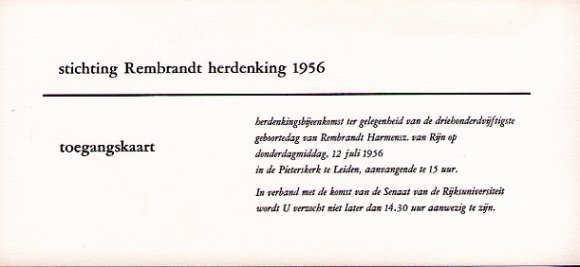 stichting Rembrandt herdenking 1956
toegangskaart
herdenkingsbijeenkomst ter gelegenheid van de driehonderdvijftigste
geboortedag van Rembrandt Harmensz. van Rijn op
donderdagmiddag, 12 juli 1956
in de Pieterskerk te Leiden, aanvangende te 15 uur.
In verband met de komst van de Senaat van de Rijksuniversiteit
wordt U verzocht niet later dan 14.30 uur aanwezig te zijn.